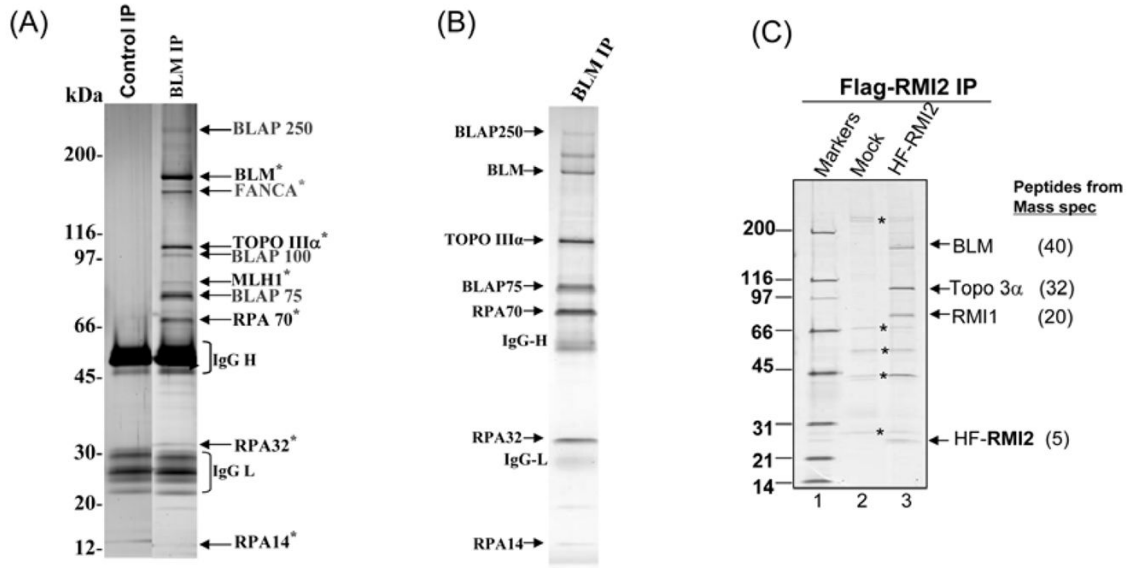 (A)
Control IP
BLM IP
kDa
200-
116-
97-
66-
45-
30-
20-
12-
BLAP 250
BLM*
FANCA*
TOPO IIIα*
BLAP 100
MLH1*
BLAP 75
RPA 70*
IgG H
RPA32*
IgG L
RPA14*
(B)
BLM IP
BLAP250
BLM
TOPO IIIα
BLAP75
RPA70
IgG-H
RPA32
IgG-L
RPA14
(C)
Flag-RMI2 IP
Markers
Mock
HF-RMI2
Peptides from
Mass spec
200
116
97
66
45
31
21
14
*
*
*
*
*
BLM (40)
Topo 3α (32)
RMI1 (20)
HF-RMI2 (5)
1 2 3